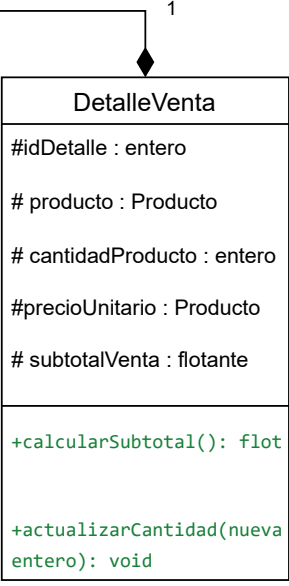 1
DetalleVenta
#idDetalle : entero
# producto : Producto
# cantidadProducto : entero
#precioUnitario : Producto
# subtotalVenta : flotante
+calcularSubtotal(): flot
+actualizarCantidad(nueva
entero): void